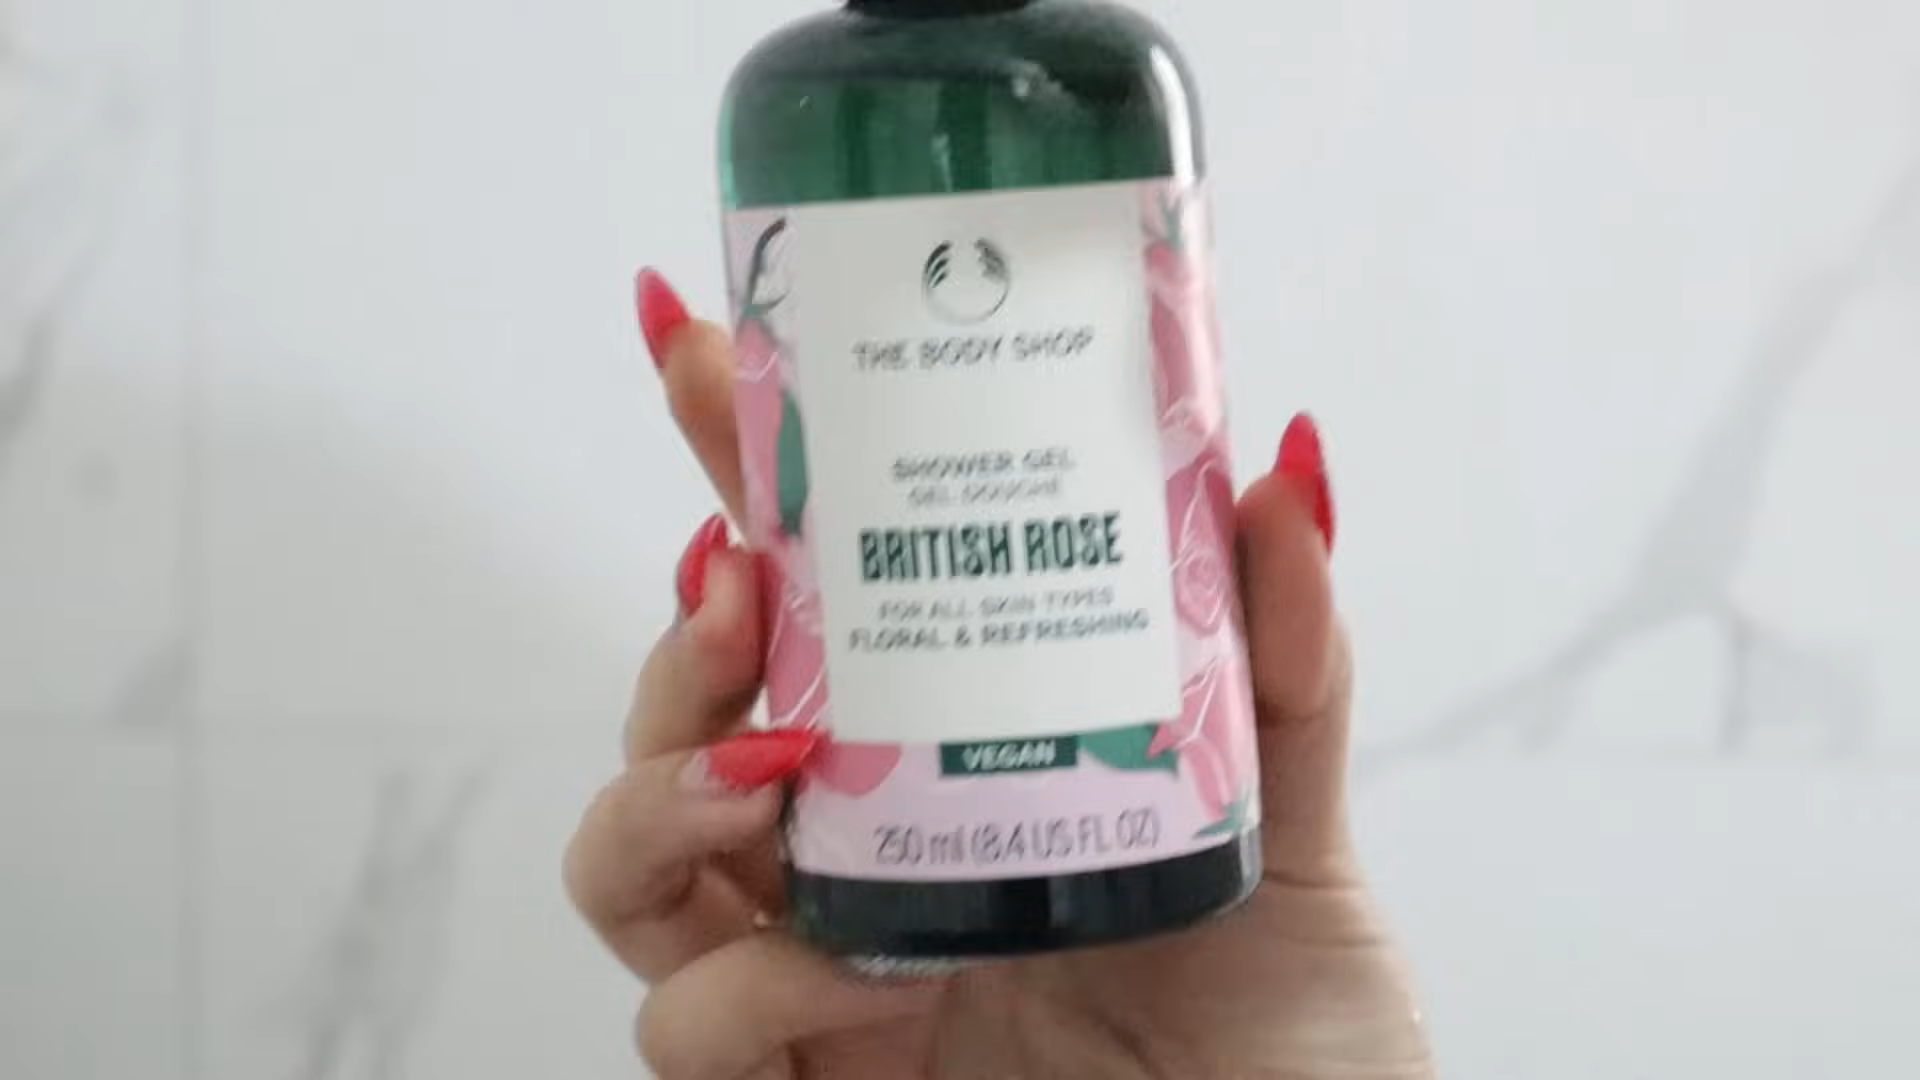 THE BODY SHOP
SHOWER GEL
GEL DOUCHE
BRITISH ROSE
FOR ALL SKIN TYPES
FLORAL & REFRESHING
VEGAN
250 ml (8.4 US FL OZ)